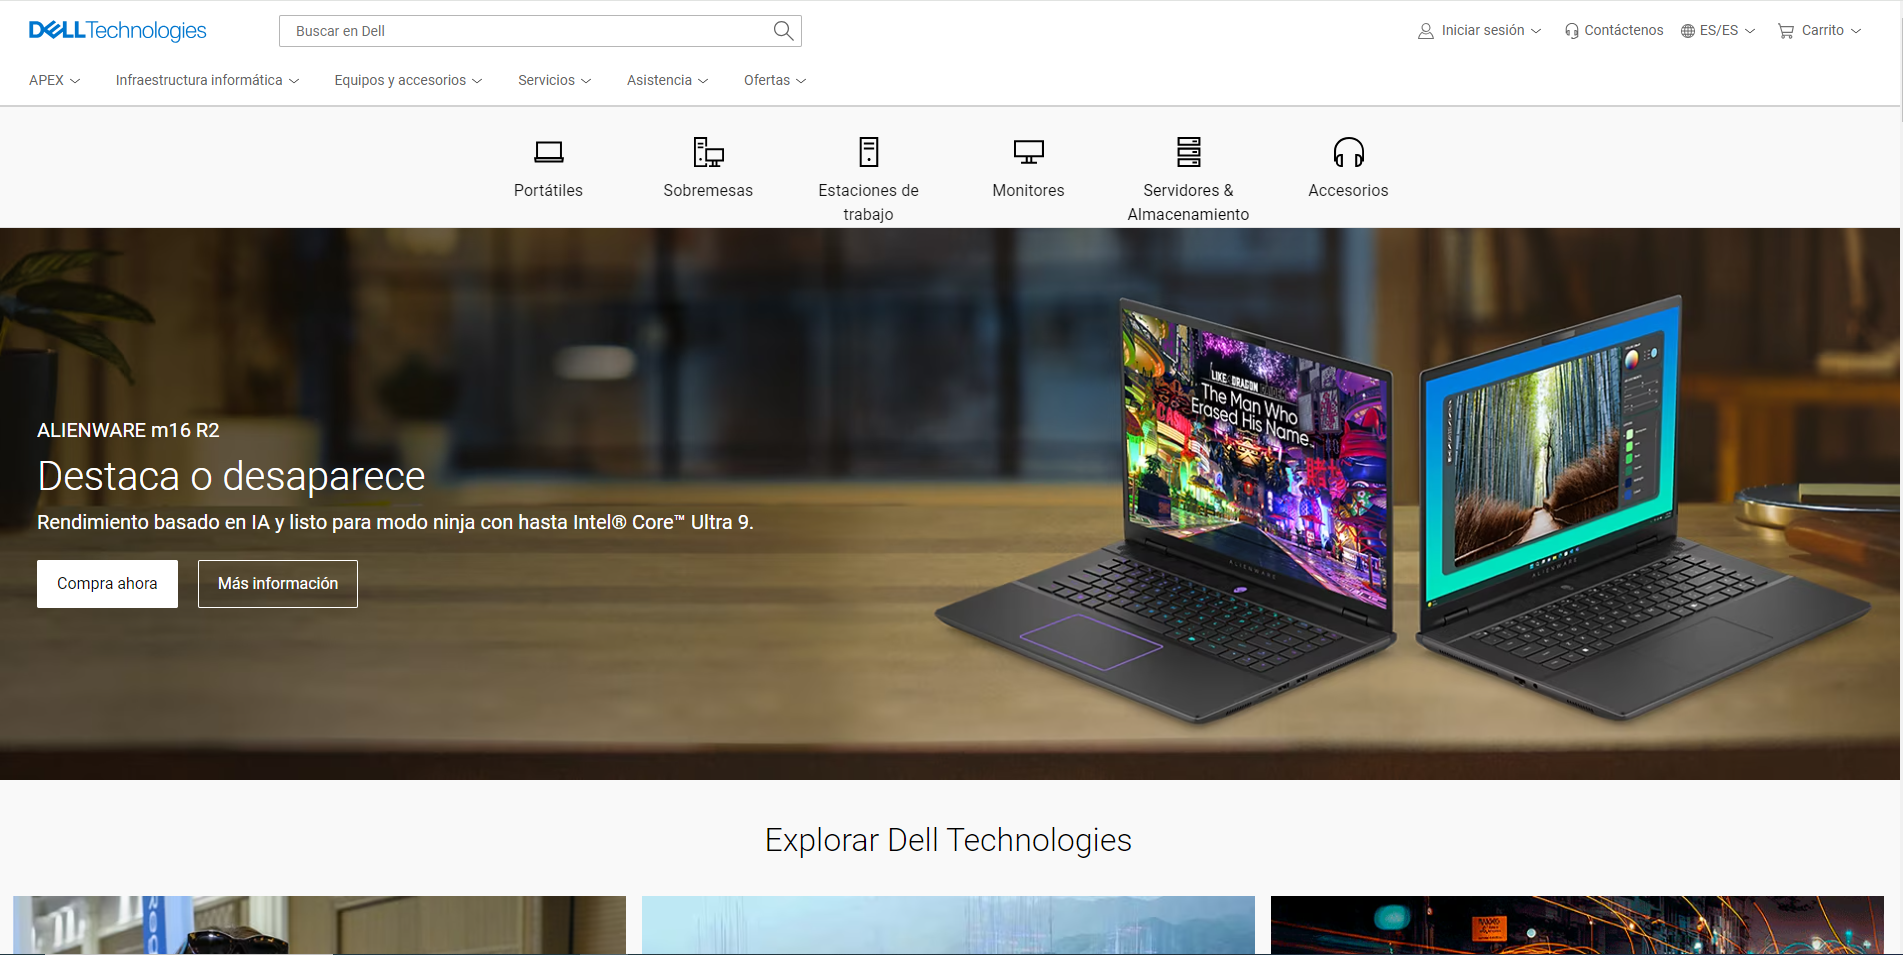 DELLTechnologies
Buscar en Dell
Iniciar sesión
Contáctenos
ES/ES
Carrito
APEX
Infraestructura informática
Equipos y accesorios
Servicios
Asistencia
Ofertas
Portátiles
Sobremesas
Estaciones de
trabajo
Monitores
Servidores &
Almacenamiento
Accesorios
ALIENWARE m16 R2
Destaca o desaparece
Rendimiento basado en IA y listo para modo ninja con hasta Intel® Core™ Ultra 9.
Compra ahora
Más información
LIKE A DRAGON
The Man Who
Erased His Name
ALIENWARE
ALIENWARE
Explorar Dell Technologies